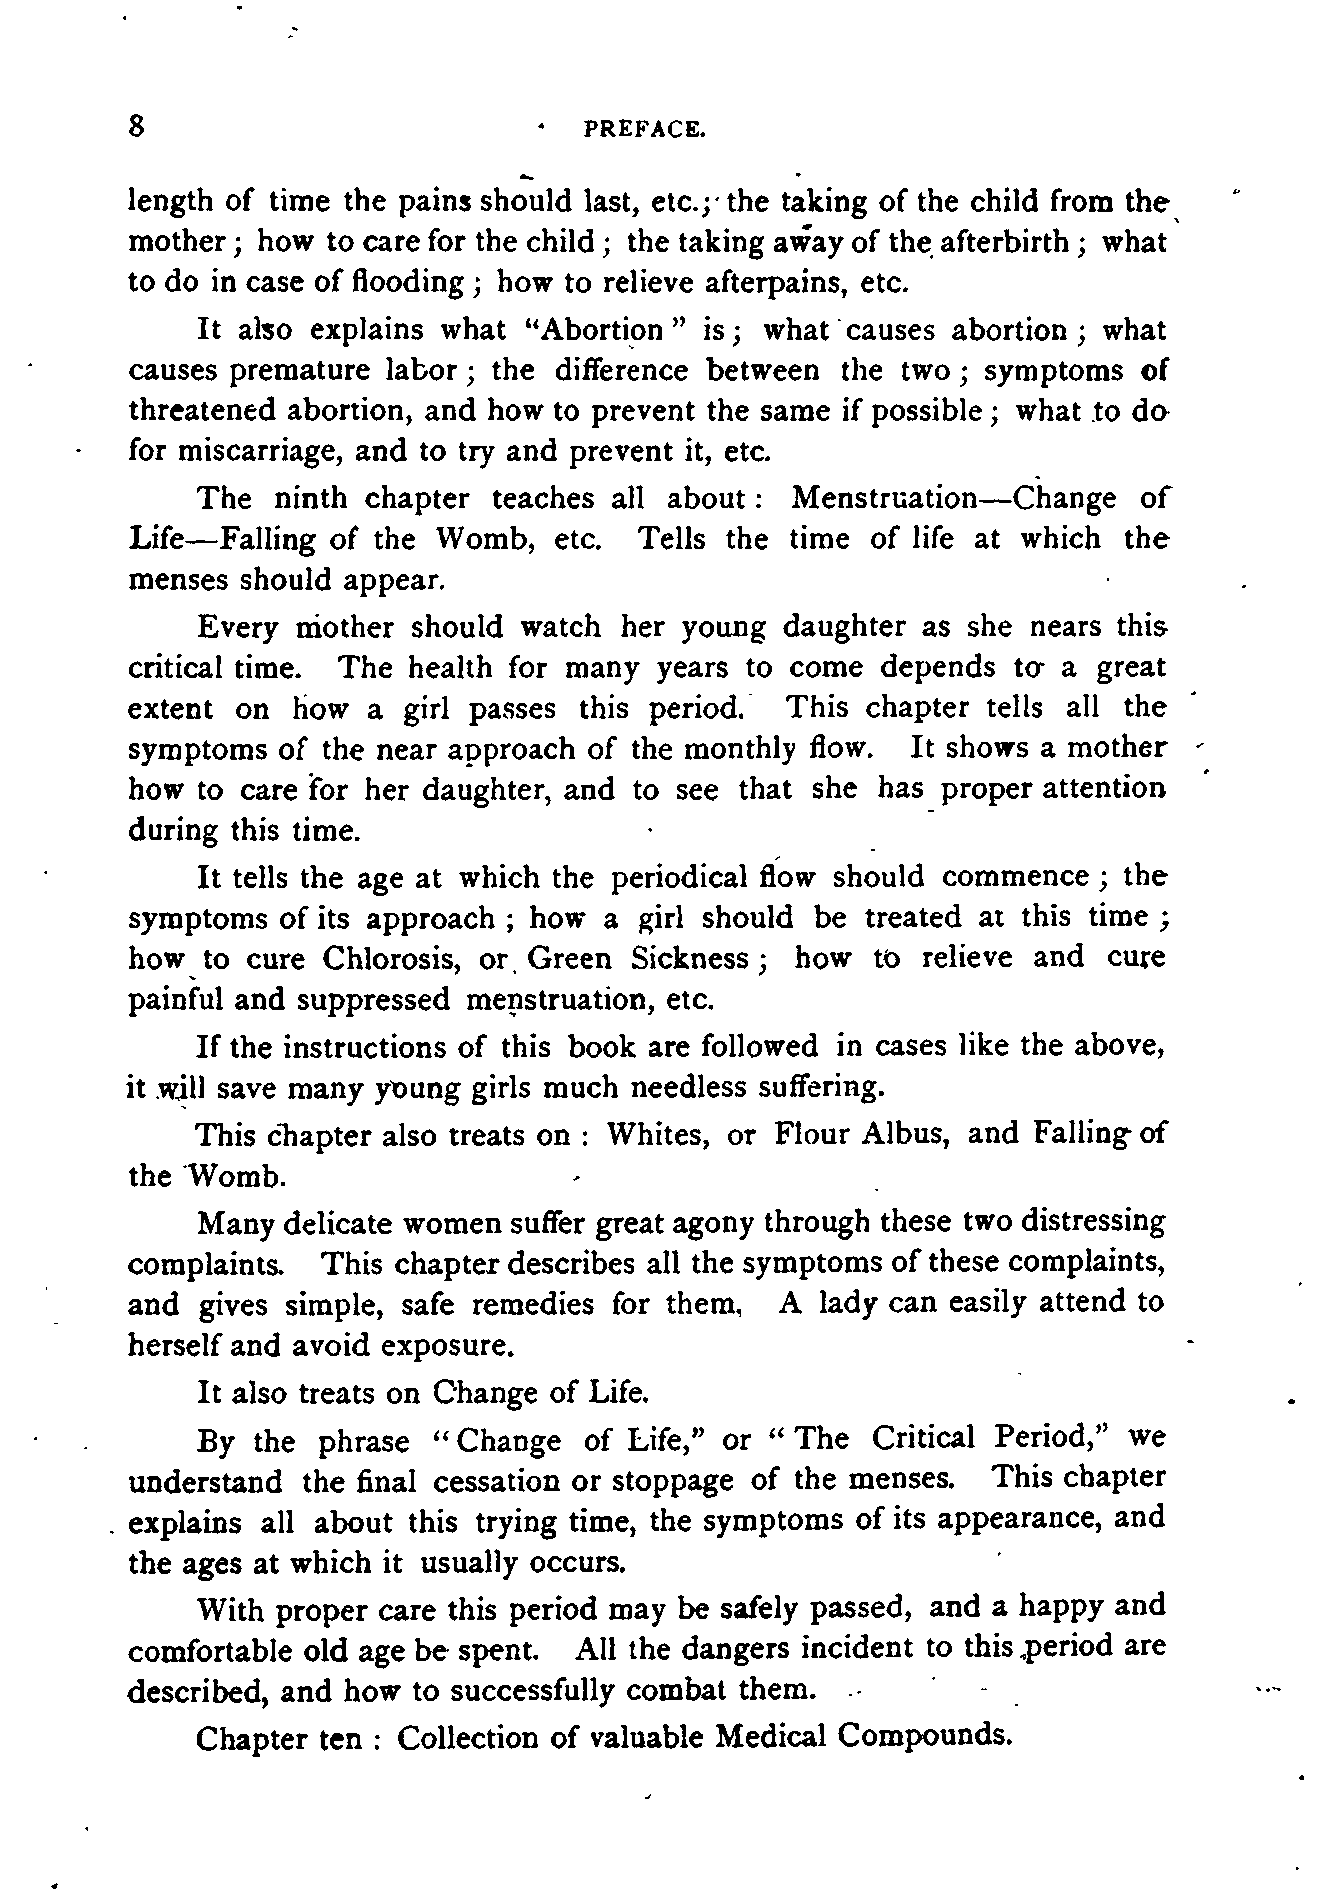 8 PREFACE.
length of time the pains should last, etc.; the taking of the child from the
mother; how to care for the child; the taking away of the afterbirth; what
to do in case of flooding; how to relieve afterpains, etc.
It also explains what "Abortion" is; what causes abortion; what
causes premature labor; the difference between the two; symptoms of
threatened abortion, and how to prevent the same if possible; what to do
for miscarriage, and to try and prevent it, etc.
The ninth chapter teaches all about: Menstruation—Change of
Life—Falling of the Womb, etc. Tells the time of life at which the
menses should appear.
Every mother should watch her young daughter as she nears this
critical time. The health for many years to come depends to a great
extent on how a girl passes this period. This chapter tells all the
symptoms of the near approach of the monthly flow. It shows a mother
how to care for her daughter, and to see that she has proper attention
during this time.
It tells the age at which the periodical flow should commence; the
symptoms of its approach; how a girl should be treated at this time;
how to cure Chlorosis, or Green Sickness; how to relieve and cure
painful and suppressed menstruation, etc.
If the instructions of this book are followed in cases like the above,
it will save many young girls much needless suffering.
This chapter also treats on: Whites, or Flour Albus, and Falling of
the Womb.
Many delicate women suffer great agony through these two distressing
complaints. This chapter describes all the symptoms of these complaints,
and gives simple, safe remedies for them, A lady can easily attend to
herself and avoid exposure.
It also treats on Change of Life.
By the phrase "Change of Life," or "The Critical Period," we
understand the final cessation or stoppage of the menses. This chapter
explains all about this trying time, the symptoms of its appearance, and
the ages at which it usually occurs.
With proper care this period may be safely passed, and a happy and
comfortable old age be spent. All the dangers incident to this period are
described, and how to successfully combat them.
Chapter ten: Collection of valuable Medical Compounds.